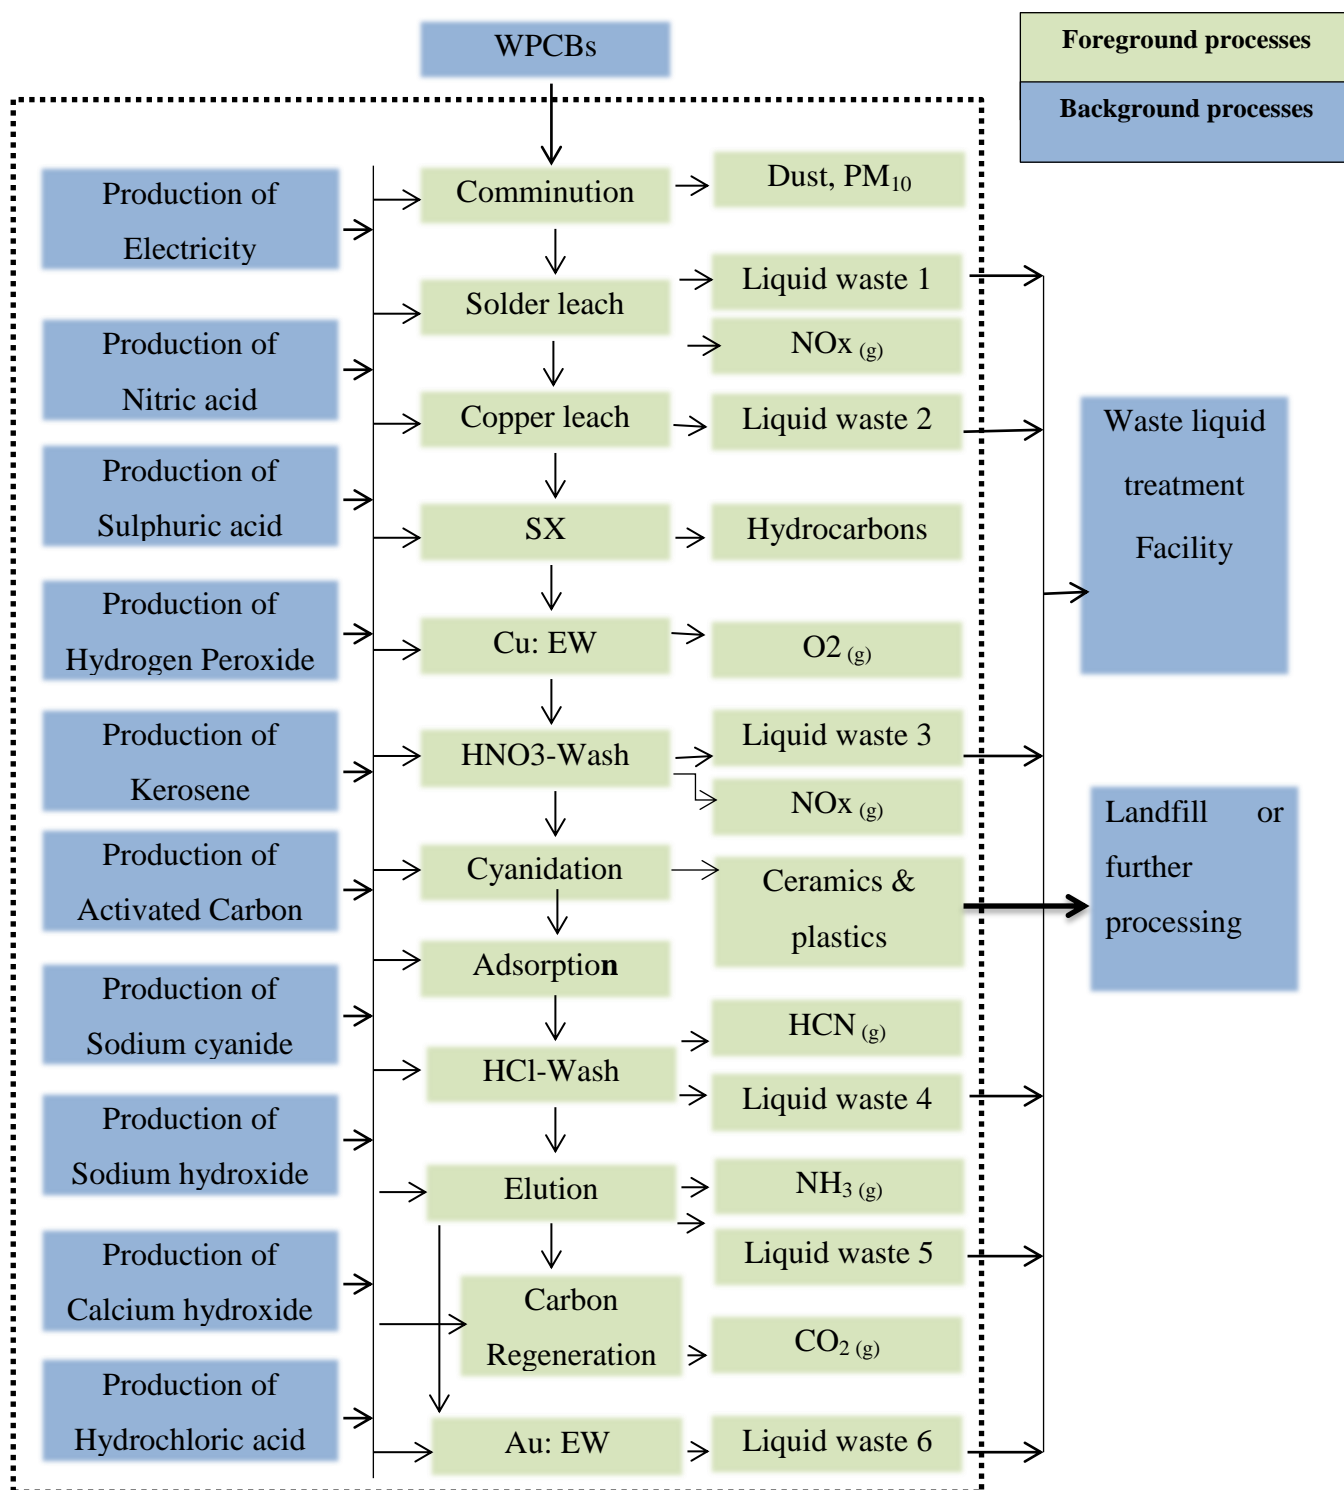 WPCBs
Foreground processes
Background processes
Production of
Electricity
Production of
Nitric acid
Production of
Sulphuric acid
Production of
Hydrogen Peroxide
Production of
Kerosene
Production of
Activated Carbon
Production of
Sodium cyanide
Production of
Sodium hydroxide
Production of
Calcium hydroxide
Production of
Hydrochloric acid
Comminution
Solder leach
Copper leach
SX
Cu: EW
HNO3-Wash
Cyanidation
Adsorption
HCl-Wash
Elution
Carbon
Regeneration
Au: EW
Dust, PM10
Liquid waste 1
NOx (g)
Liquid waste 2
Hydrocarbons
O2 (g)
Liquid waste 3
NOx (g)
Ceramics &
plastics
HCN (g)
Liquid waste 4
NH3 (g)
Liquid waste 5
CO2 (g)
Liquid waste 6
Waste liquid
treatment
Facility
Landfill or
further
processing